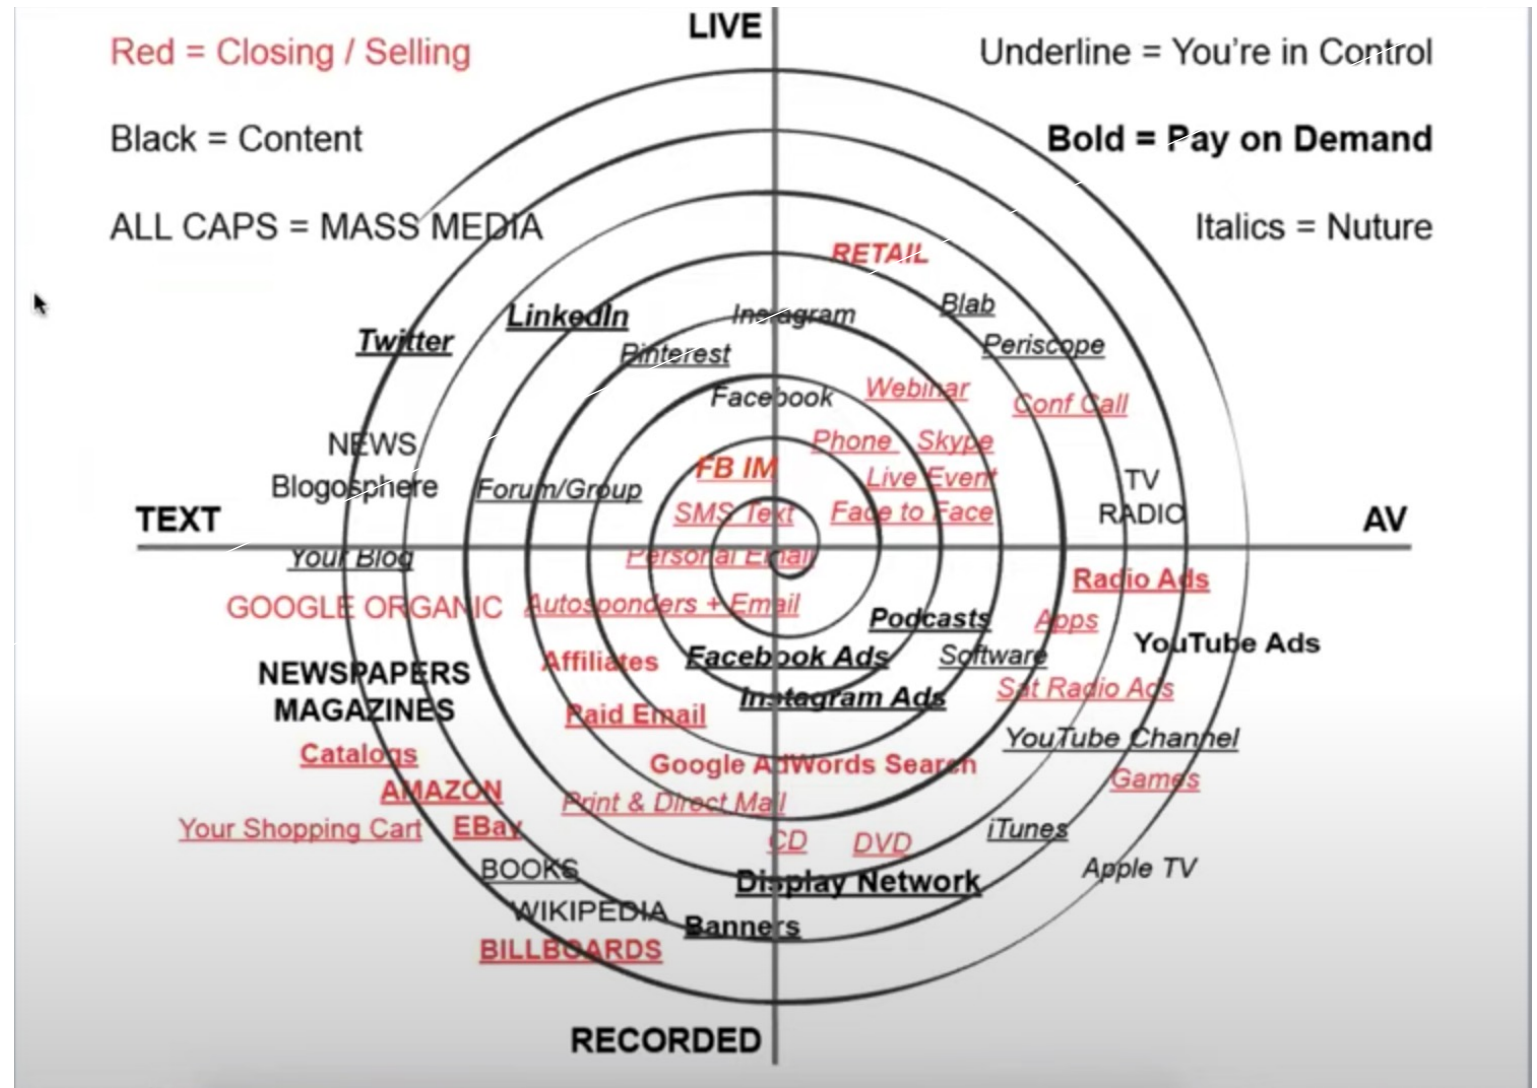 LIVE
Red = Closing / Selling
Underline = You're in Control
Black = Content
Bold = Pay on Demand
ALL CAPS = MASS MEDIA
Italics = Nuture
RETAIL
Blab
LinkedIn
Instagram
Twitter
Pinterest
Periscope
Facebook
Webinar
Conf Call
NEWS
Phone
Skype
FB IM
Live Event
TV
Blogosphere
Forum/Group
SMS Text
Face to Face
RADIO
TEXT
AV
Your Blog
Personal Email
Radio Ads
GOOGLE ORGANIC
Autosponders + Email
Podcasts
Apps
YouTube Ads
NEWSPAPERS
Affiliates
Facebook Ads
Software
MAGAZINES
Paid Email
Instagram Ads
Sat Radio Ads
Catalogs
Google AdWords Search
YouTube Channel
AMAZON
Print & Direct Mail
Games
Your Shopping Cart
EBay
CD
DVD
iTunes
BOOKS
Display Network
Apple TV
WIKIPEDIA
Banners
BILLBOARDS
RECORDED